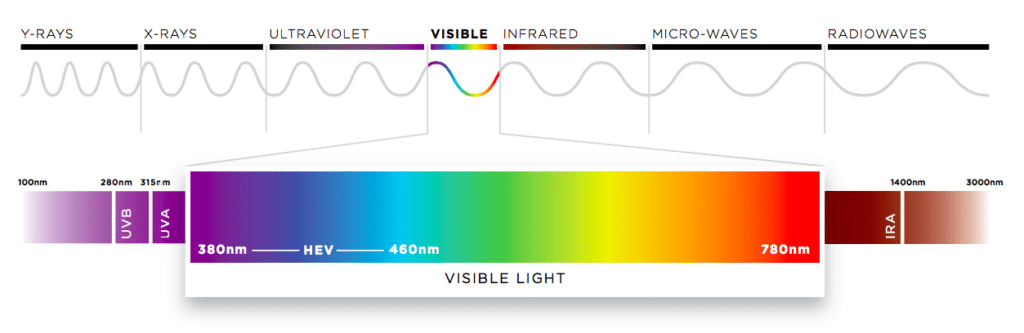 Y-RAYS X-RAYS ULTRAVIOLET VISIBLE INFRARED MICRO-WAVES RADIOWAVES
100nm 280nm 315nm 1400nm 3000nm
UVB UVA IRA
380nm HEV 460nm 780nm
VISIBLE LIGHT